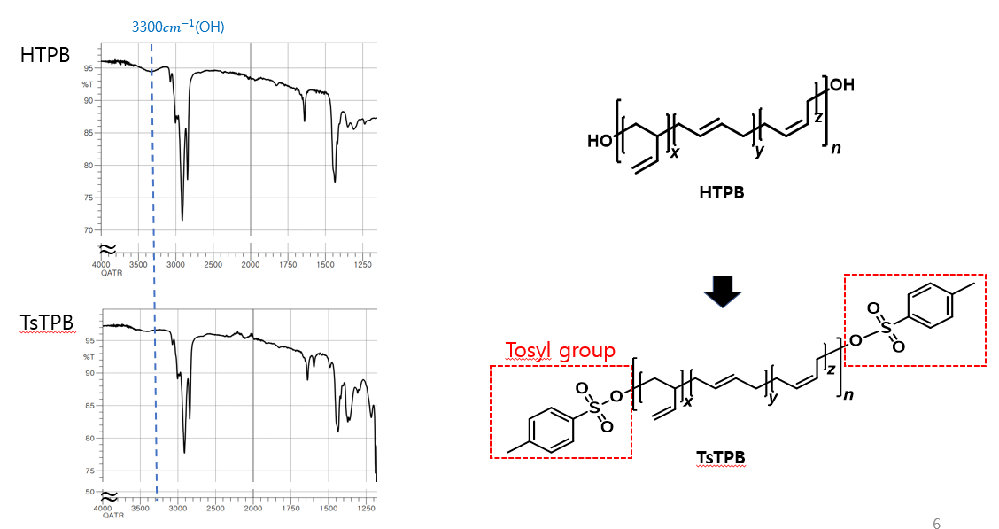 3300cm⁻¹(OH)
HTPB
95
%T
90
85
80
75
70
4000 3500 3000 2500 2000 1750 1500 1250
QATR
TsTPB
95
%T
90
85
80
75
50
4000 3500 3000 2500 2000 1750 1500 1250
QATR
HO
x
y
z
OH
n
HTPB
Tosyl group
O
S
O
O
x
y
z
n
O
O
S
O
TsTPB
6